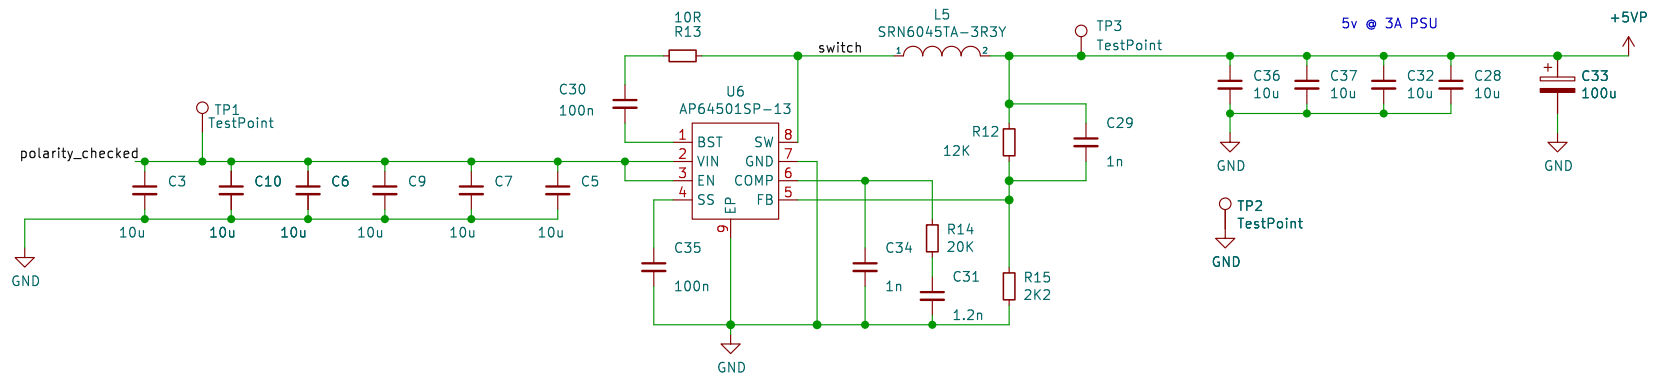 10R
R13
L5
SRN6045TA-3R3Y
switch
1
2
TP3
TestPoint
5v @ 3A PSU
+5VP
C30
100n
U6
AP64501SP-13
C36
10u
C37
10u
C32
10u
C28
10u
+
C33
100u
TP1
TestPoint
polarity_checked
1 BST
2 VIN
3 EN
4 SS
SW 8
GND 7
COMP 6
FB 5
EP
9
R12
12K
C29
1n
GND
GND
C3
10u
C10
10u
C6
10u
C9
10u
C7
10u
C5
10u
GND
TP2
TestPoint
GND
C35
100n
C34
1n
R14
20K
C31
1.2n
R15
2K2
GND